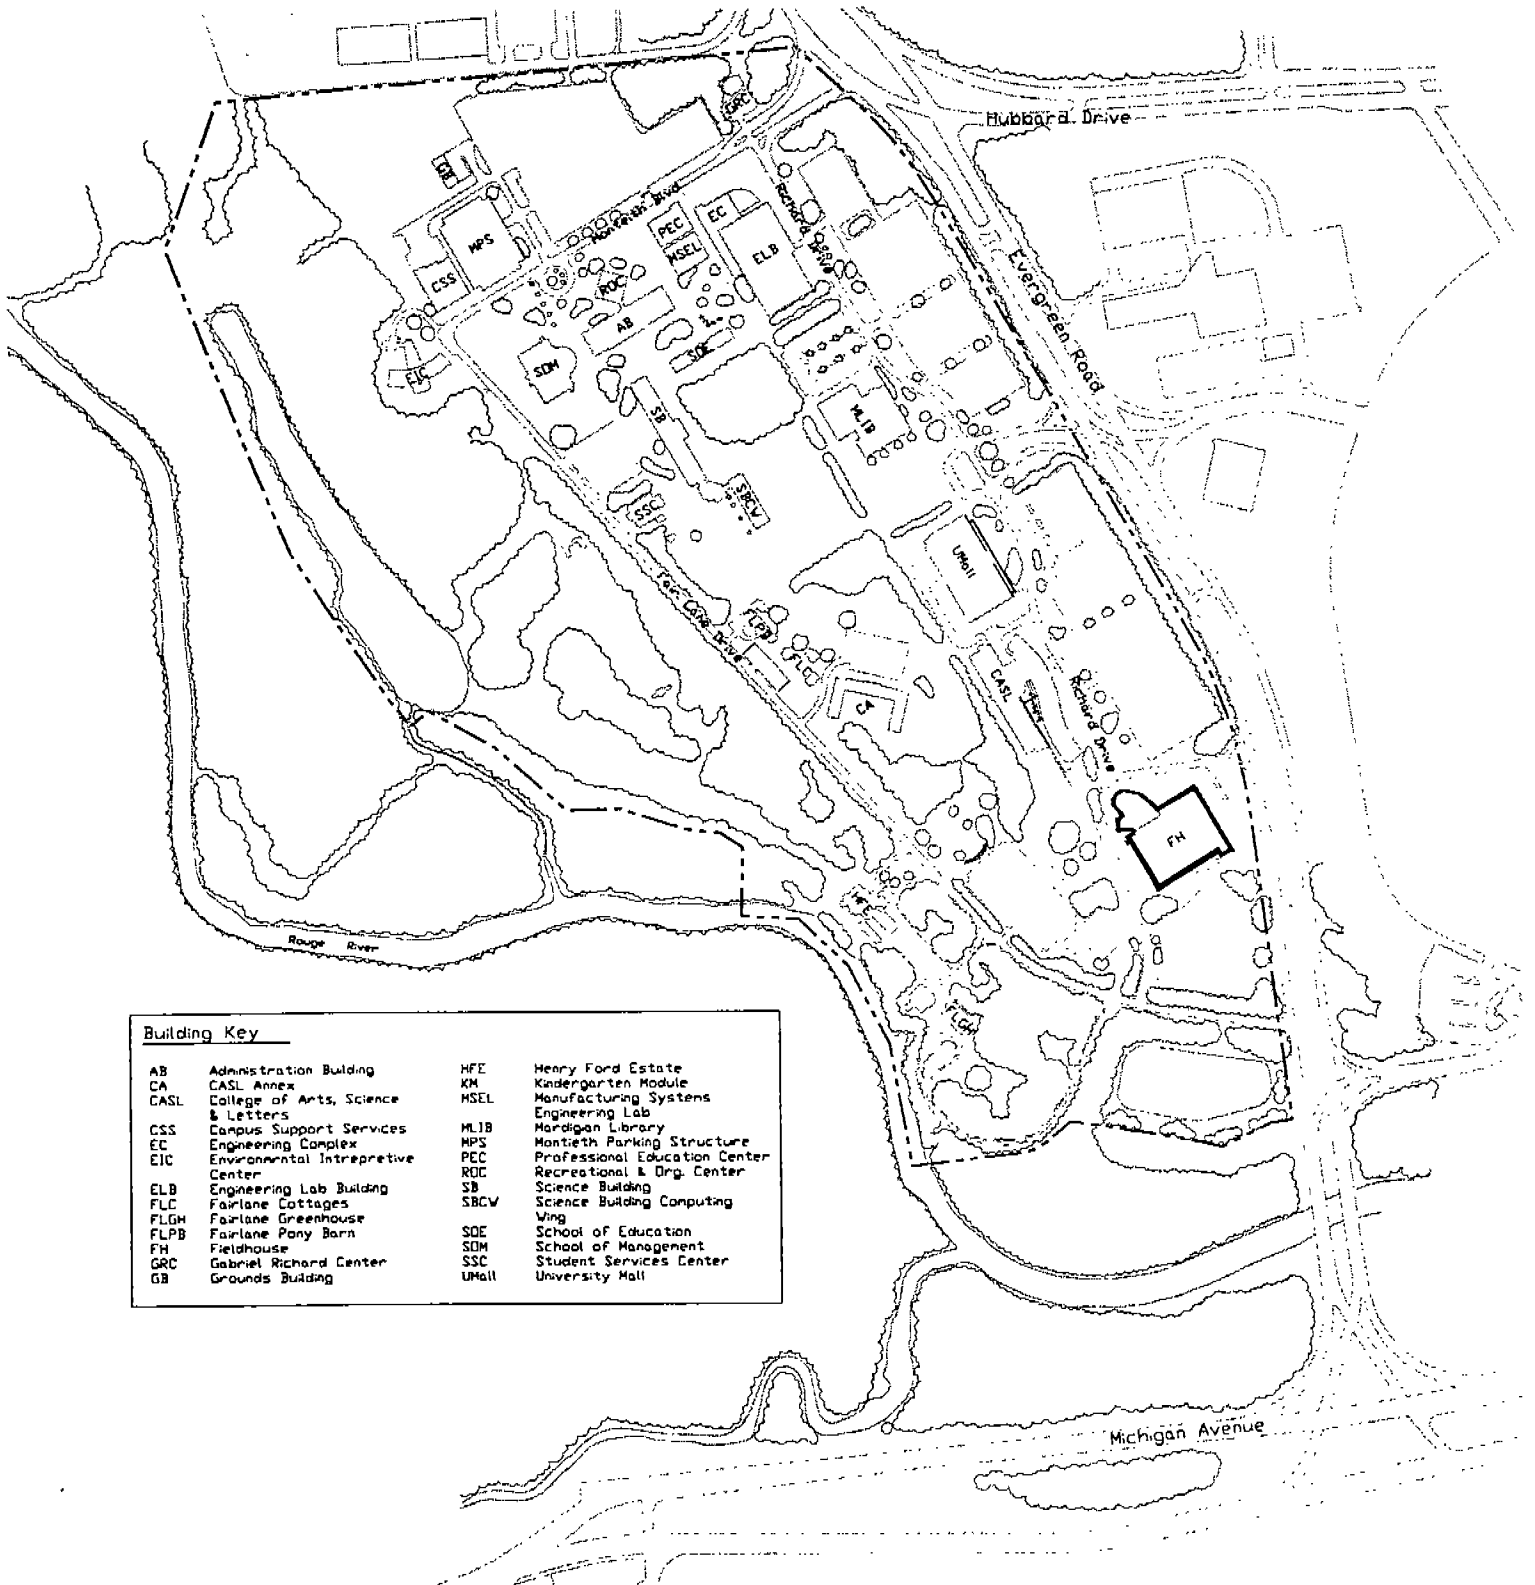 Hubbard Drive
GRC
GB
Monteith Blvd
Richard Drive
PEC
EC
MPS
MSEL
ELB
CSS
ROC
Evergreen Road
AB
SOE
SOM
EIC
SB
MLIB
SBCW
SSC
UMall
Fair Lane Drive
FLPB
FLC
CASL
Richard Drive
CA
FH
HFE
Rouge River
FLGH
Building Key
AB Administration Building
CA CASL Annex
CASL College of Arts, Science
& Letters
CSS Campus Support Services
EC Engineering Complex
EIC Environmental Intrepretive
Center
ELB Engineering Lab Building
FLC Fairlane Cottages
FLGH Fairlane Greenhouse
FLPB Fairlane Pony Barn
FH Fieldhouse
GRC Gabriel Richard Center
GB Grounds Building
HFE Henry Ford Estate
KM Kindergarten Module
MSEL Manufacturing Systems
Engineering Lab
MLIB Mardigian Library
MPS Montieth Parking Structure
PEC Professional Education Center
ROC Recreational & Org. Center
SB Science Building
SBCW Science Building Computing
Wing
SOE School of Education
SOM School of Management
SSC Student Services Center
UMall University Mall
Michigan Avenue